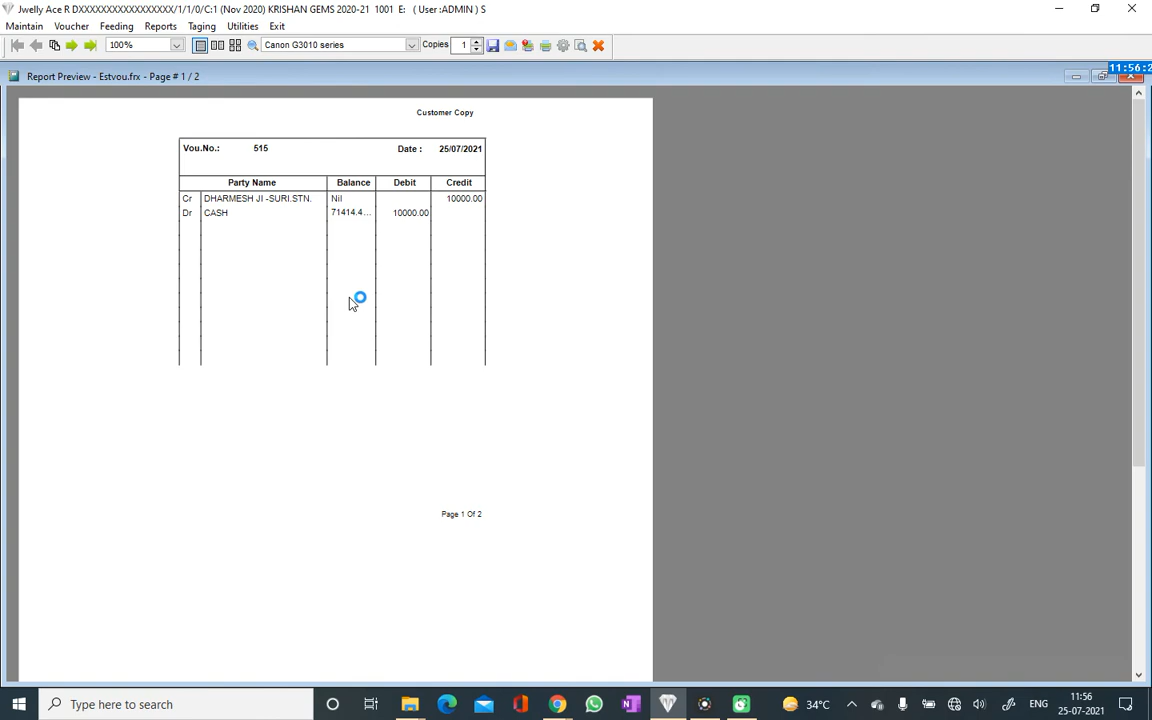 Jwelly Ace R DXXXXXXXXXXXXXXXXX/1/1/0/C:1 (Nov 2020) KRISHAN GEMS 2020-21 1001 E: ( User :ADMIN ) S
Maintain Voucher Feeding Reports Taging Utilities Exit
100% Canon G3010 series Copies 1
11:56:2
Report Preview - Estvou.frx - Page # 1 / 2
Customer Copy
Vou.No.: 515 Date : 25/07/2021
Party Name Balance Debit Credit
Cr DHARMESH JI -SURI.STN. Nil 10000.00
Dr CASH 71414.4... 10000.00
Page 1 Of 2
Type here to search
34°C
ENG
11:56
25-07-2021